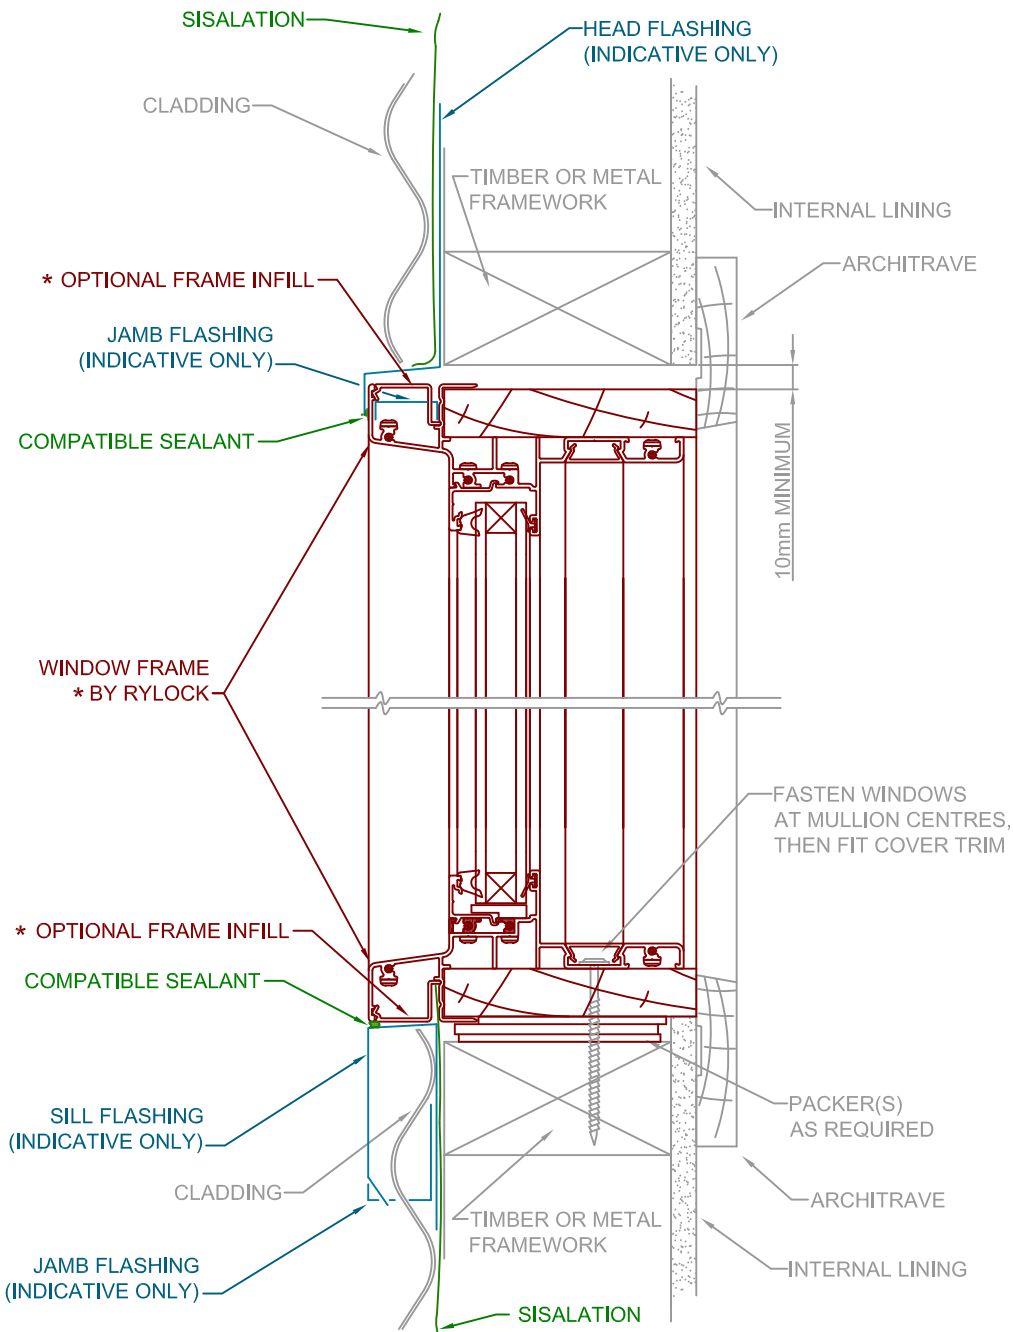 SISALATION
HEAD FLASHING
(INDICATIVE ONLY)
CLADDING
TIMBER OR METAL
FRAMEWORK
INTERNAL LINING
ARCHITRAVE
* OPTIONAL FRAME INFILL
JAMB FLASHING
(INDICATIVE ONLY)
COMPATIBLE SEALANT
10mm MINIMUM
WINDOW FRAME
* BY RYLOCK
FASTEN WINDOWS
AT MULLION CENTRES,
THEN FIT COVER TRIM
* OPTIONAL FRAME INFILL
COMPATIBLE SEALANT
SILL FLASHING
(INDICATIVE ONLY)
PACKER(S)
AS REQUIRED
CLADDING
ARCHITRAVE
TIMBER OR METAL
FRAMEWORK
JAMB FLASHING
(INDICATIVE ONLY)
INTERNAL LINING
SISALATION